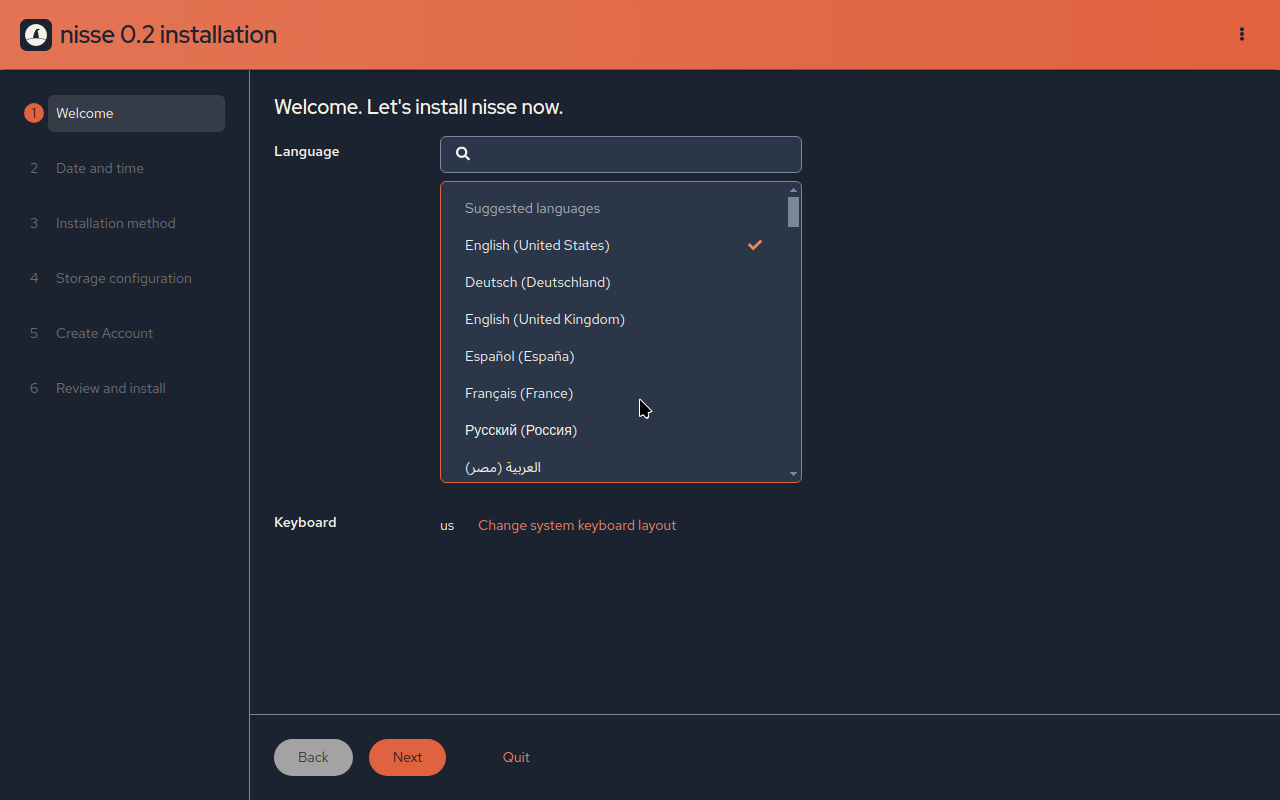 nisse 0.2 installation
1 Welcome
2 Date and time
3 Installation method
4 Storage configuration
5 Create Account
6 Review and install
Welcome. Let's install nisse now.
Language
Suggested languages
English (United States)
Deutsch (Deutschland)
English (United Kingdom)
Español (España)
Français (France)
Русский (Россия)
العربية (مصر)
Keyboard
us Change system keyboard layout
Back Next Quit